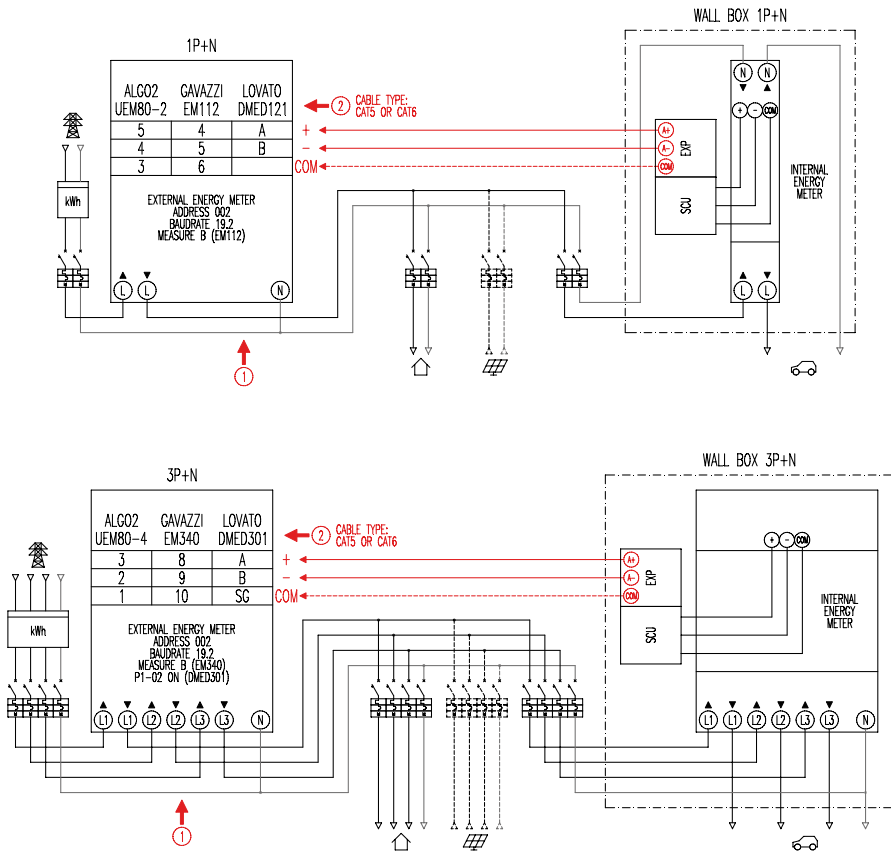 WALL BOX 1P+N
1P+N
ALGO2 GAVAZZI LOVATO
UEM80-2 EM112 DMED121
2 CABLE TYPE:
CAT5 OR CAT6
5 4 A +
4 5 B -
3 6 COM
EXTERNAL ENERGY METER
ADDRESS 002
BAUDRATE 19.2
MEASURE B (EM112)
kWh
L L N
1
N N
+ - COM
A+
A-
COM
EXP
SCU
INTERNAL
ENERGY
METER
L L
WALL BOX 3P+N
3P+N
ALGO2 GAVAZZI LOVATO
UEM80-4 EM340 DMED301
2 CABLE TYPE:
CAT5 OR CAT6
3 8 A +
2 9 B -
1 10 SG COM
EXTERNAL ENERGY METER
ADDRESS 002
BAUDRATE 19.2
MEASURE B (EM340)
P1-02 ON (DMED301)
kWh
L1 L1 L2 L2 L3 L3 N
1
+ - COM
A+
A-
COM
EXP
SCU
INTERNAL
ENERGY
METER
L1 L1 L2 L2 L3 L3 N